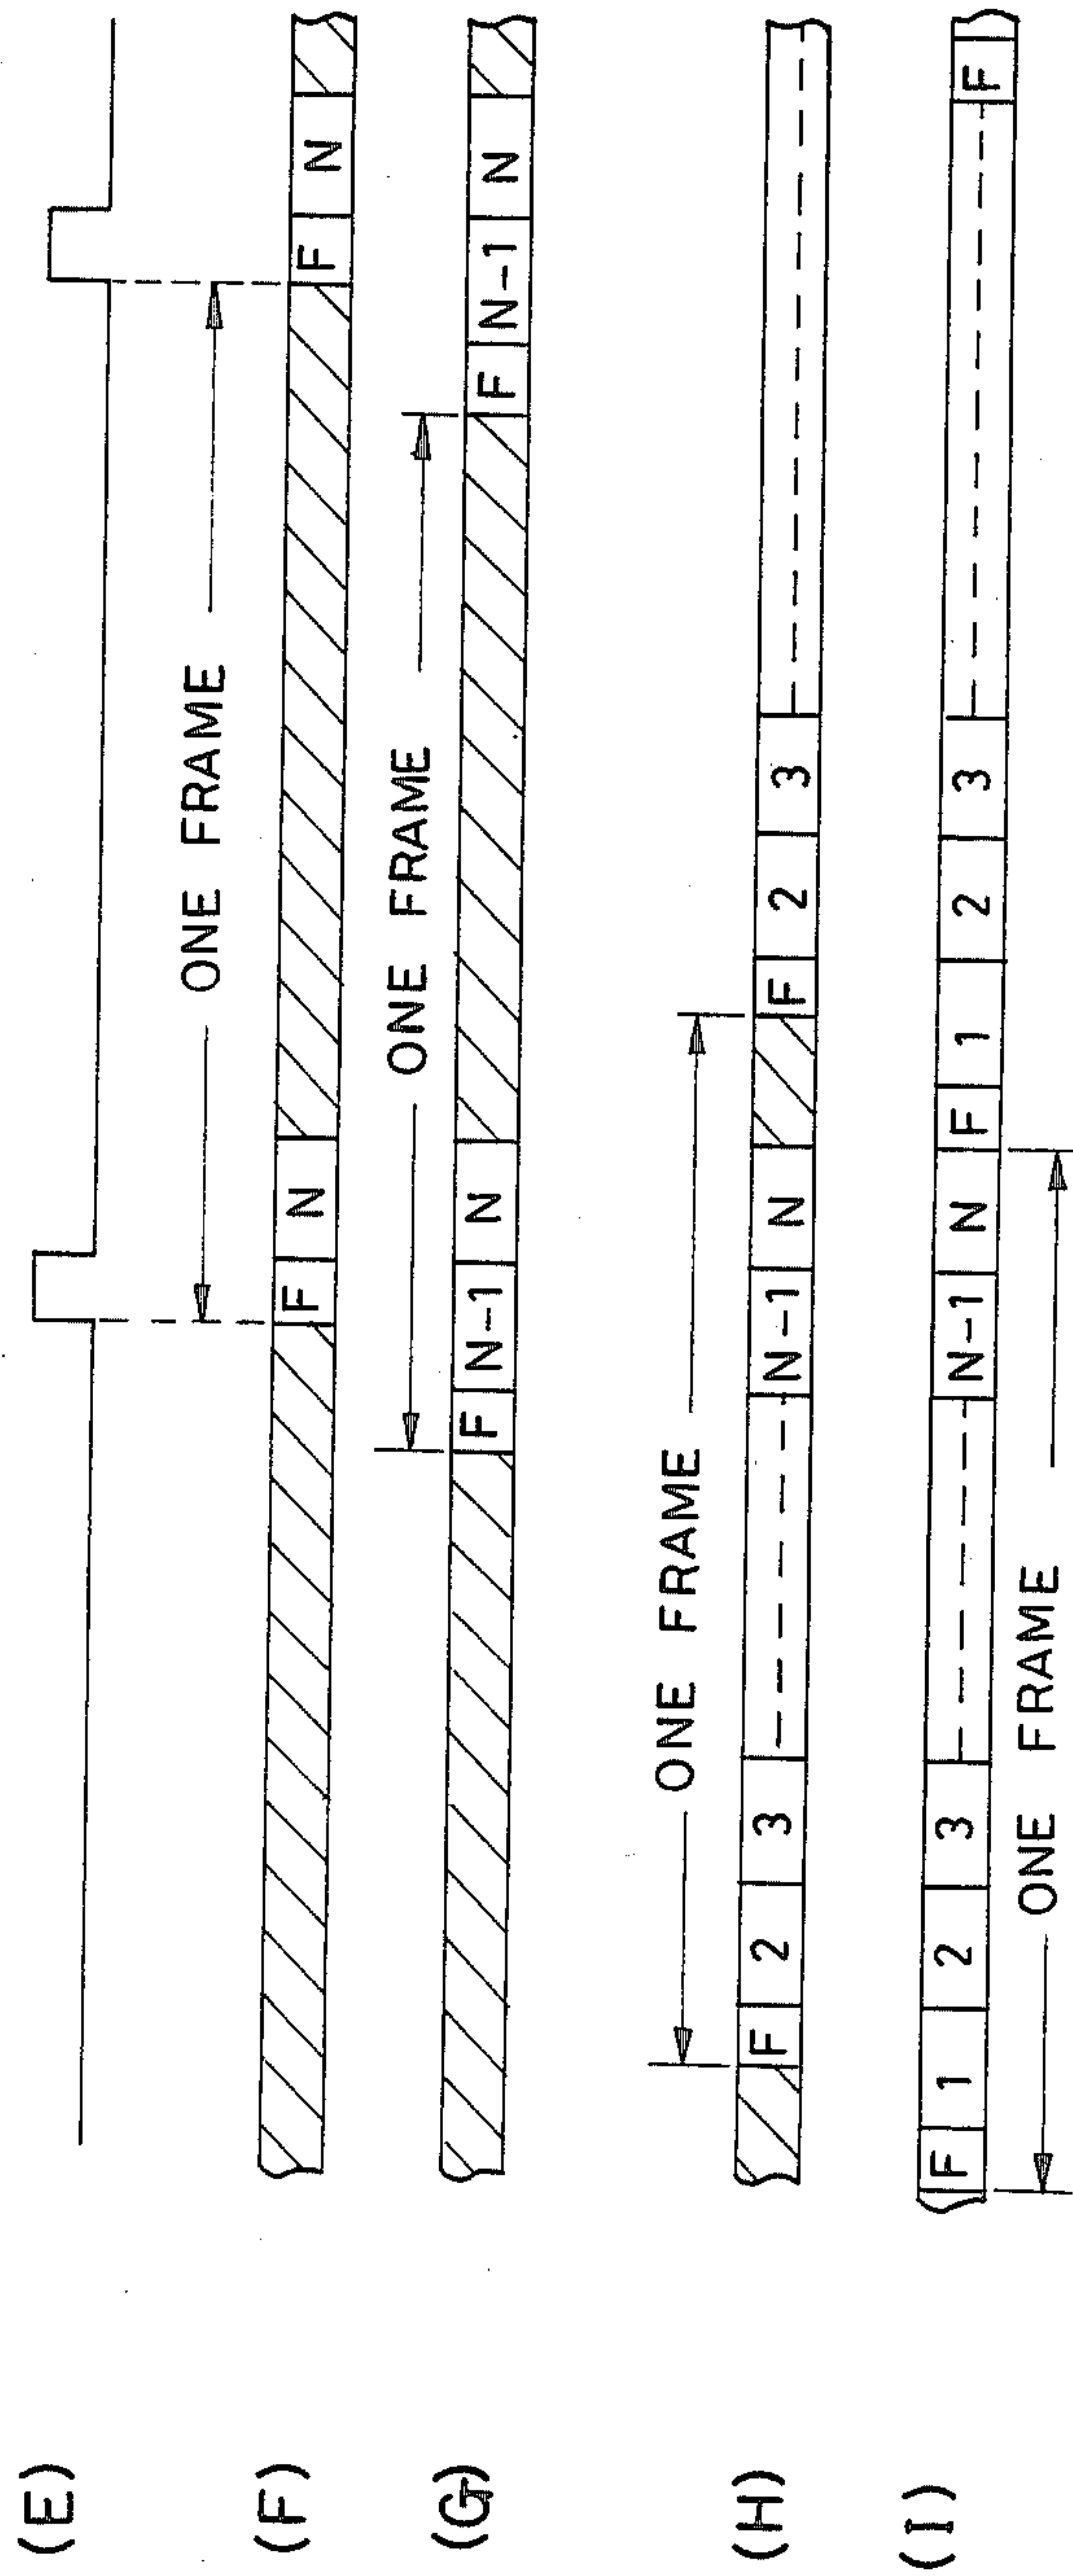 (E)
ONE FRAME
(F)
F N F N
ONE FRAME
(G)
F N-1 N F N-1 N
ONE FRAME
(H)
F 2 3 N-1 N F 2 3
(I)
F 1 2 3 N-1 N F 1 2 3 F
ONE FRAME